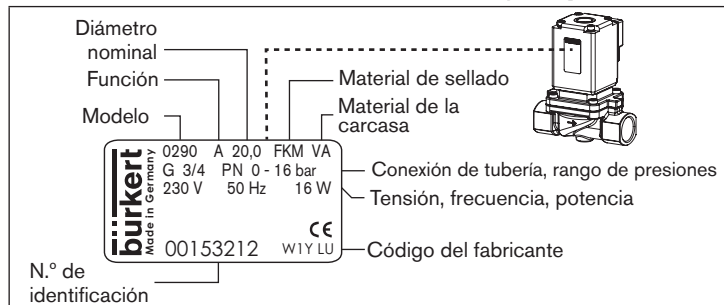 Diámetro
nominal
Función
Modelo
Material de sellado
Material de la
carcasa
bürkert
Made in Germany
0290 A 20,0 FKM VA
G 3/4 PN 0 - 16 bar
230 V 50 Hz 16 W
CE
00153212 W1Y LU
Conexión de tubería, rango de presiones
Tensión, frecuencia, potencia
Código del fabricante
N.º de
identificación